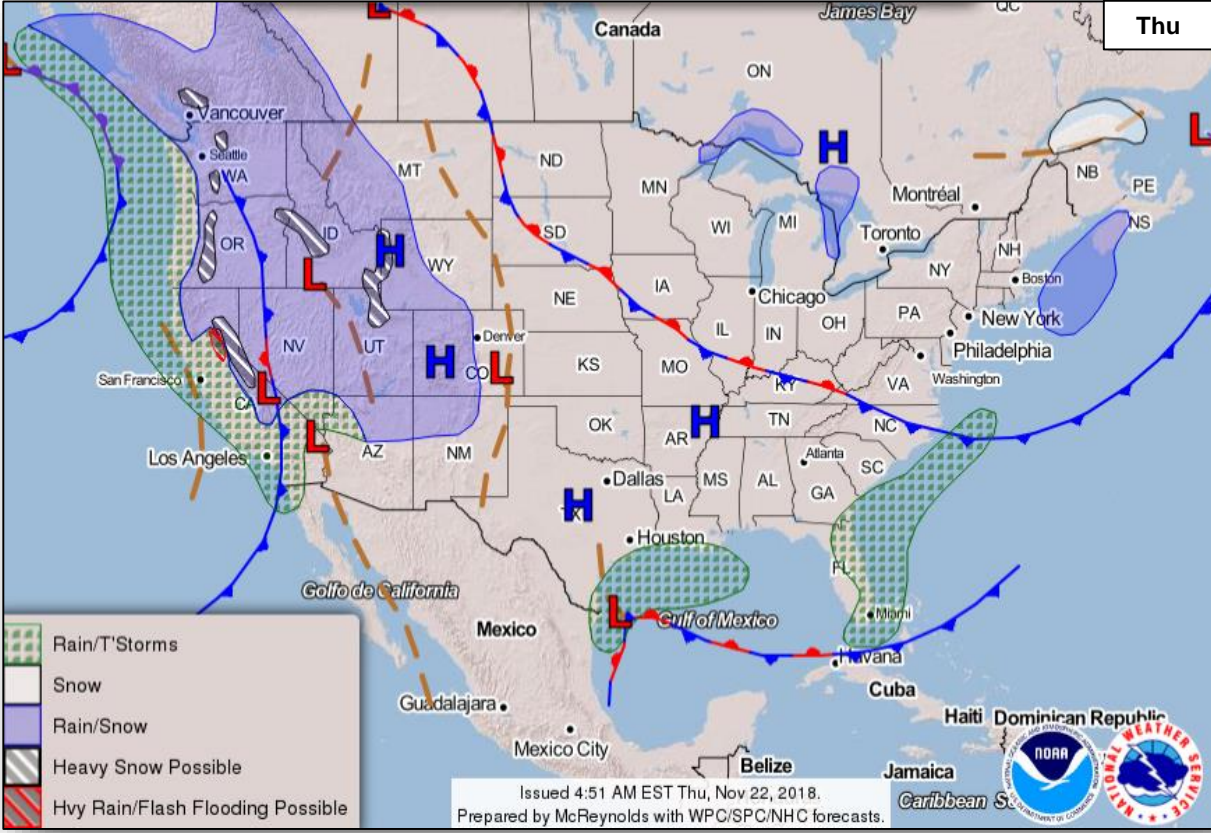 Thu
James Bay
QC
Canada
ON
Vancouver
Seattle
WA
MT
ND
MN
Montréal
NB
PE
NS
OR
ID
SD
WI
MI
Toronto
NH
Boston
WY
IA
NY
NE
Chicago
PA
New York
NV
UT
Denver
IL
IN
OH
Philadelphia
San Francisco
CO
KS
MO
Washington
CA
KY
VA
OK
TN
NC
Los Angeles
AZ
NM
AR
Atlanta
SC
Dallas
LA
MS
AL
GA
TX
Houston
FL
Golfo de California
Mexico
Gulf of Mexico
Miami
Havana
Cuba
Guadalajara
Haiti
Dominican Republic
Mexico City
Belize
Jamaica
Caribbean S
L
L
L
L
L
L
L
L
H
H
H
H
H
Rain/T'Storms
Snow
Rain/Snow
Heavy Snow Possible
Hvy Rain/Flash Flooding Possible
Issued 4:51 AM EST Thu, Nov 22, 2018.
Prepared by McReynolds with WPC/SPC/NHC forecasts.
NOAA
NATIONAL WEATHER SERVICE